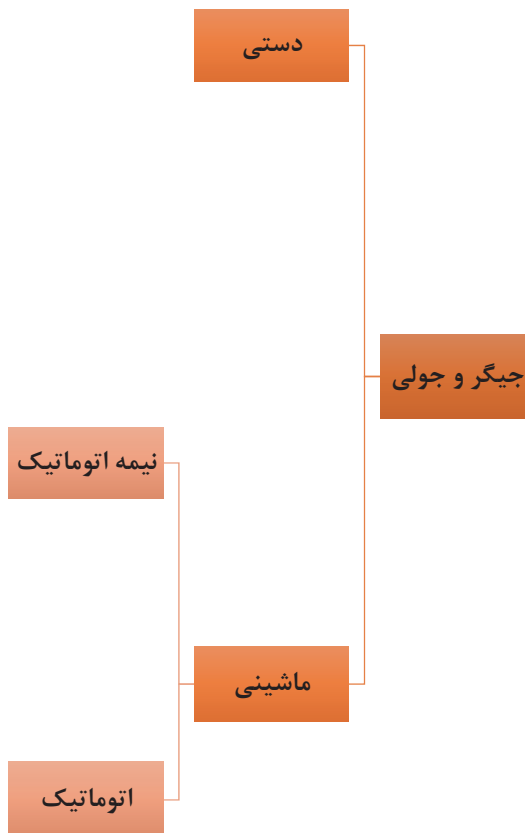 دستی
جیگر و جولی
نیمه اتوماتیک
ماشینی
اتوماتیک